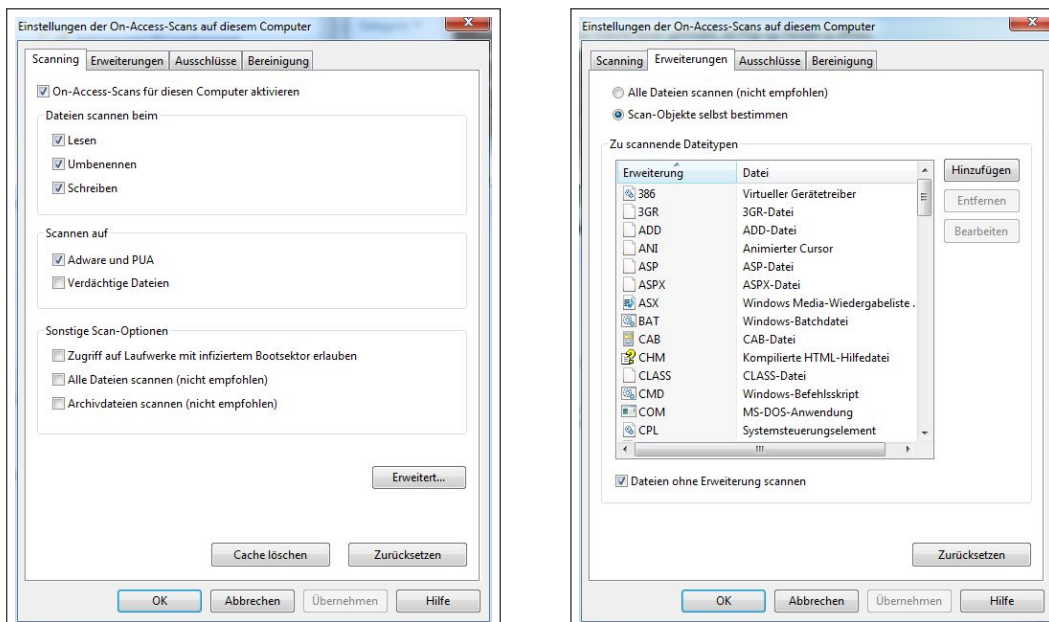 Einstellungen der On-Access-Scans auf diesem Computer
Scanning Erweiterungen Ausschlüsse Bereinigung
On-Access-Scans für diesen Computer aktivieren
Dateien scannen beim
Lesen
Umbenennen
Schreiben
Scannen auf
Adware und PUA
Verdächtige Dateien
Sonstige Scan-Optionen
Zugriff auf Laufwerke mit infiziertem Bootsektor erlauben
Alle Dateien scannen (nicht empfohlen)
Archivdateien scannen (nicht empfohlen)
Erweitert...
Cache löschen Zurücksetzen
OK Abbrechen Übernehmen Hilfe
Einstellungen der On-Access-Scans auf diesem Computer
Scanning Erweiterungen Ausschlüsse Bereinigung
Alle Dateien scannen (nicht empfohlen)
Scan-Objekte selbst bestimmen
Zu scannende Dateitypen
Erweiterung Datei Hinzufügen
386 Virtueller Gerätetreiber
3GR 3GR-Datei Entfernen
ADD ADD-Datei
ANI Animierter Cursor Bearbeiten
ASP ASP-Datei
ASPX ASPX-Datei
ASX Windows Media-Wiedergabeliste .
BAT Windows-Batchdatei
CAB CAB-Datei
CHM Kompilierte HTML-Hilfedatei
CLASS CLASS-Datei
CMD Windows-Befehlsskript
COM MS-DOS-Anwendung
CPL Systemsteuerungselement
Dateien ohne Erweiterung scannen
Zurücksetzen
OK Abbrechen Übernehmen Hilfe